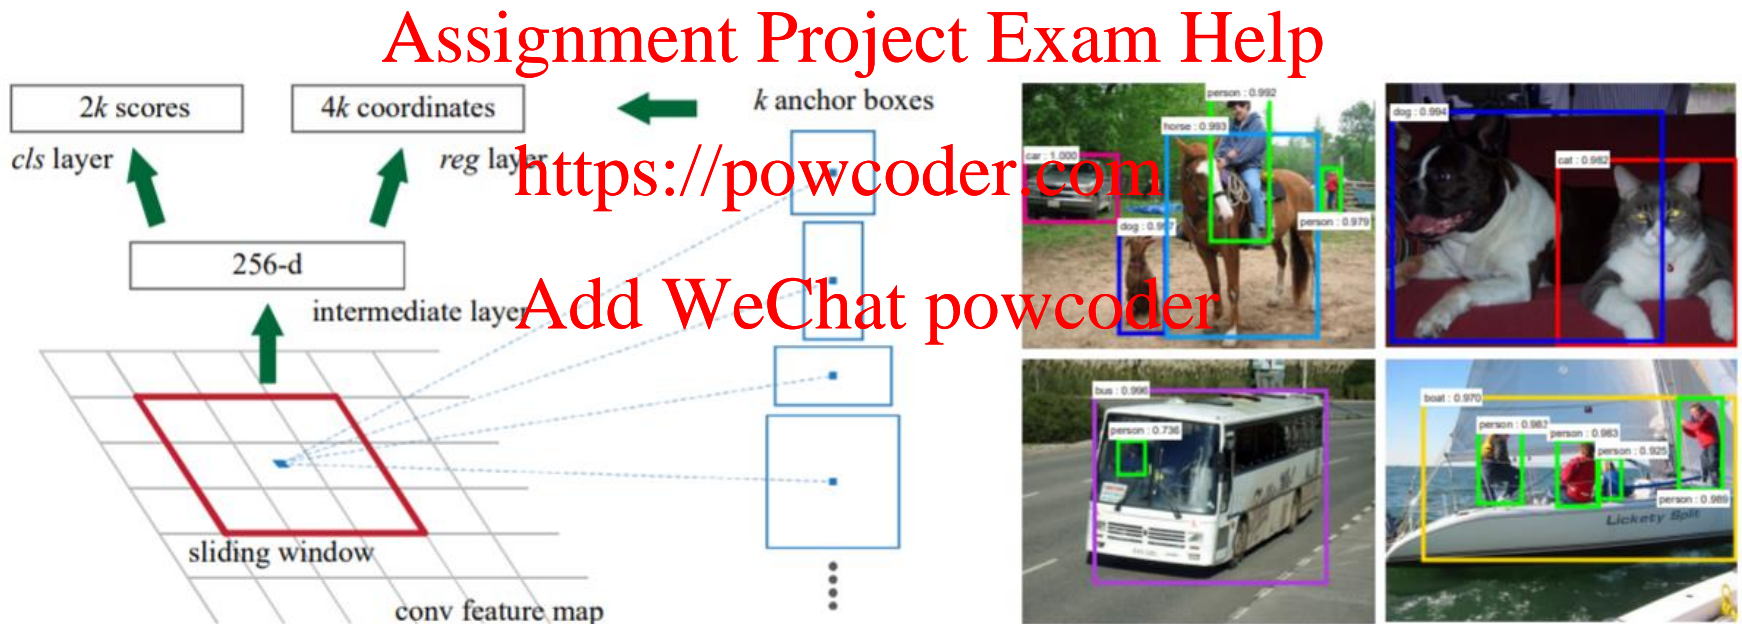 Assignment Project Exam Help
2k scores
4k coordinates
k anchor boxes
cls layer
reg layer
https://powcoder.com
256-d
intermediate layer
Add WeChat powcoder
sliding window
conv feature map
person : 0.992
horse : 0.993
car : 1.000
person : 0.979
dog : 0.997
dog : 0.994
cat : 0.982
bus : 0.996
person : 0.736
boat : 0.970
person : 0.983
person : 0.925
person : 0.989
Lickety Split